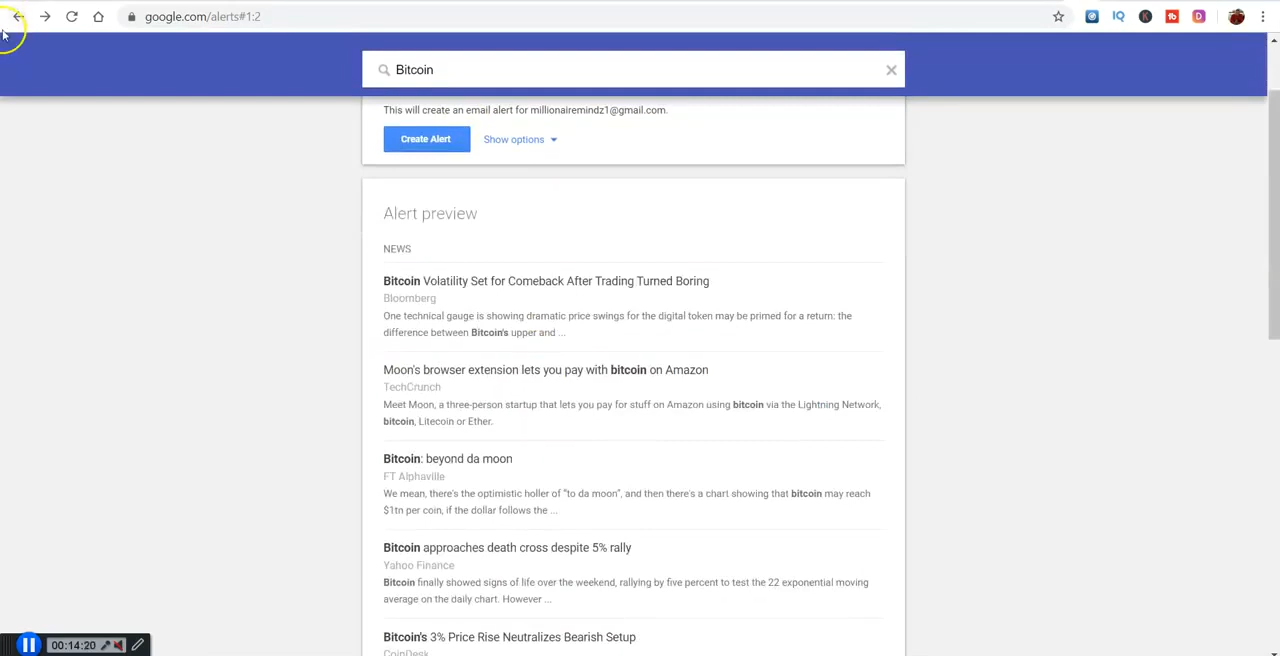 google.com/alerts#1:2
Bitcoin
This will create an email alert for millionairemindz1@gmail.com.
Create Alert Show options
Alert preview
NEWS
Bitcoin Volatility Set for Comeback After Trading Turned Boring
Bloomberg
One technical gauge is showing dramatic price swings for the digital token may be primed for a return: the
difference between Bitcoin's upper and ...
Moon's browser extension lets you pay with bitcoin on Amazon
TechCrunch
Meet Moon, a three-person startup that lets you pay for stuff on Amazon using bitcoin via the Lightning Network,
bitcoin, Litecoin or Ether.
Bitcoin: beyond da moon
FT Alphaville
We mean, there's the optimistic holler of “to da moon”, and then there's a chart showing that bitcoin may reach
$1tn per coin, if the dollar follows the ...
Bitcoin approaches death cross despite 5% rally
Yahoo Finance
Bitcoin finally showed signs of life over the weekend, rallying by five percent to test the 22 exponential moving
average on the daily chart. However ...
Bitcoin's 3% Price Rise Neutralizes Bearish Setup
CoinDesk
00:14:20